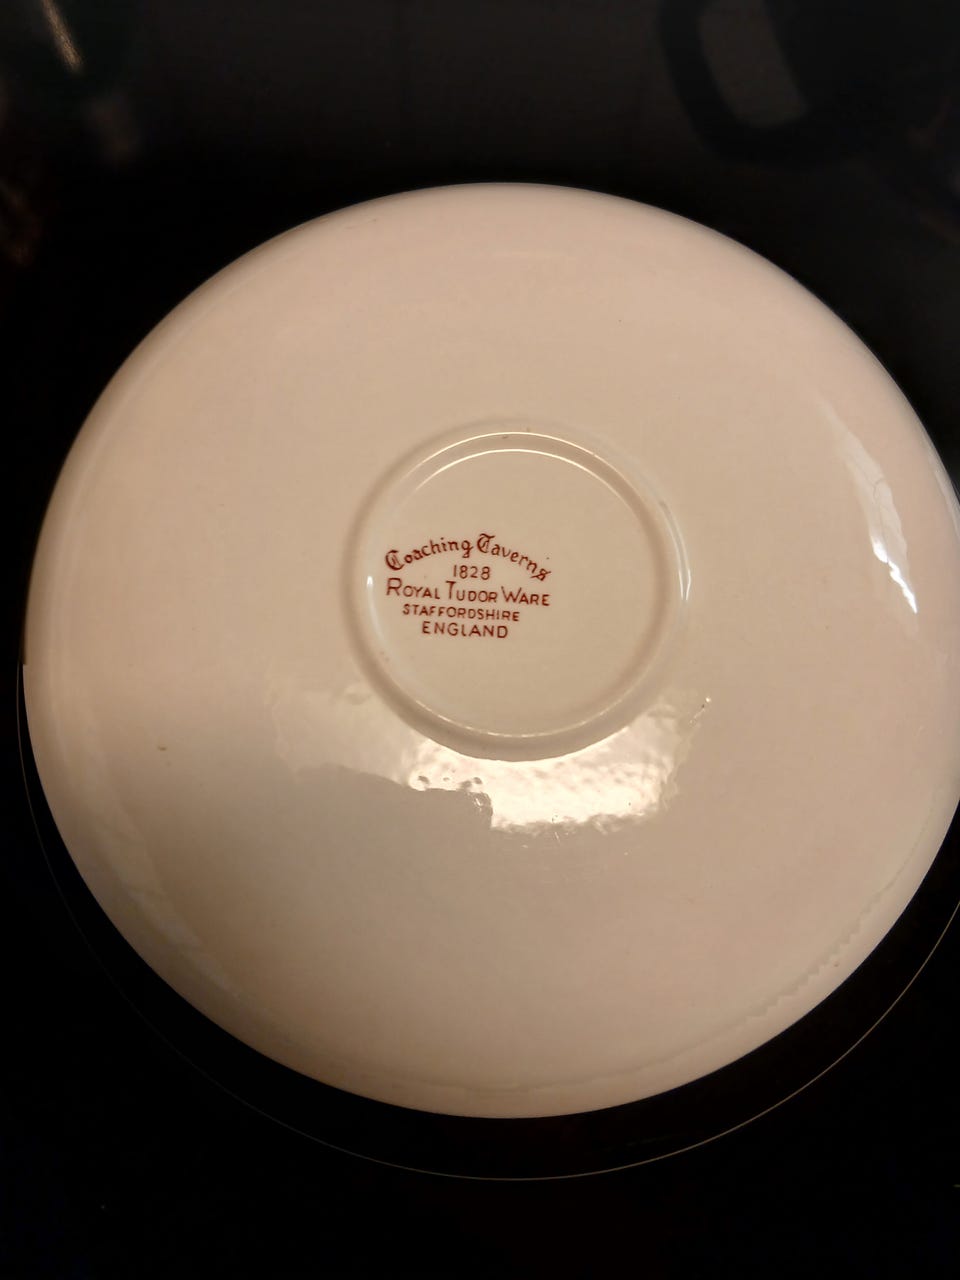 Coaching Taverns
1828
ROYAL TUDOR WARE
STAFFORDSHIRE
ENGLAND